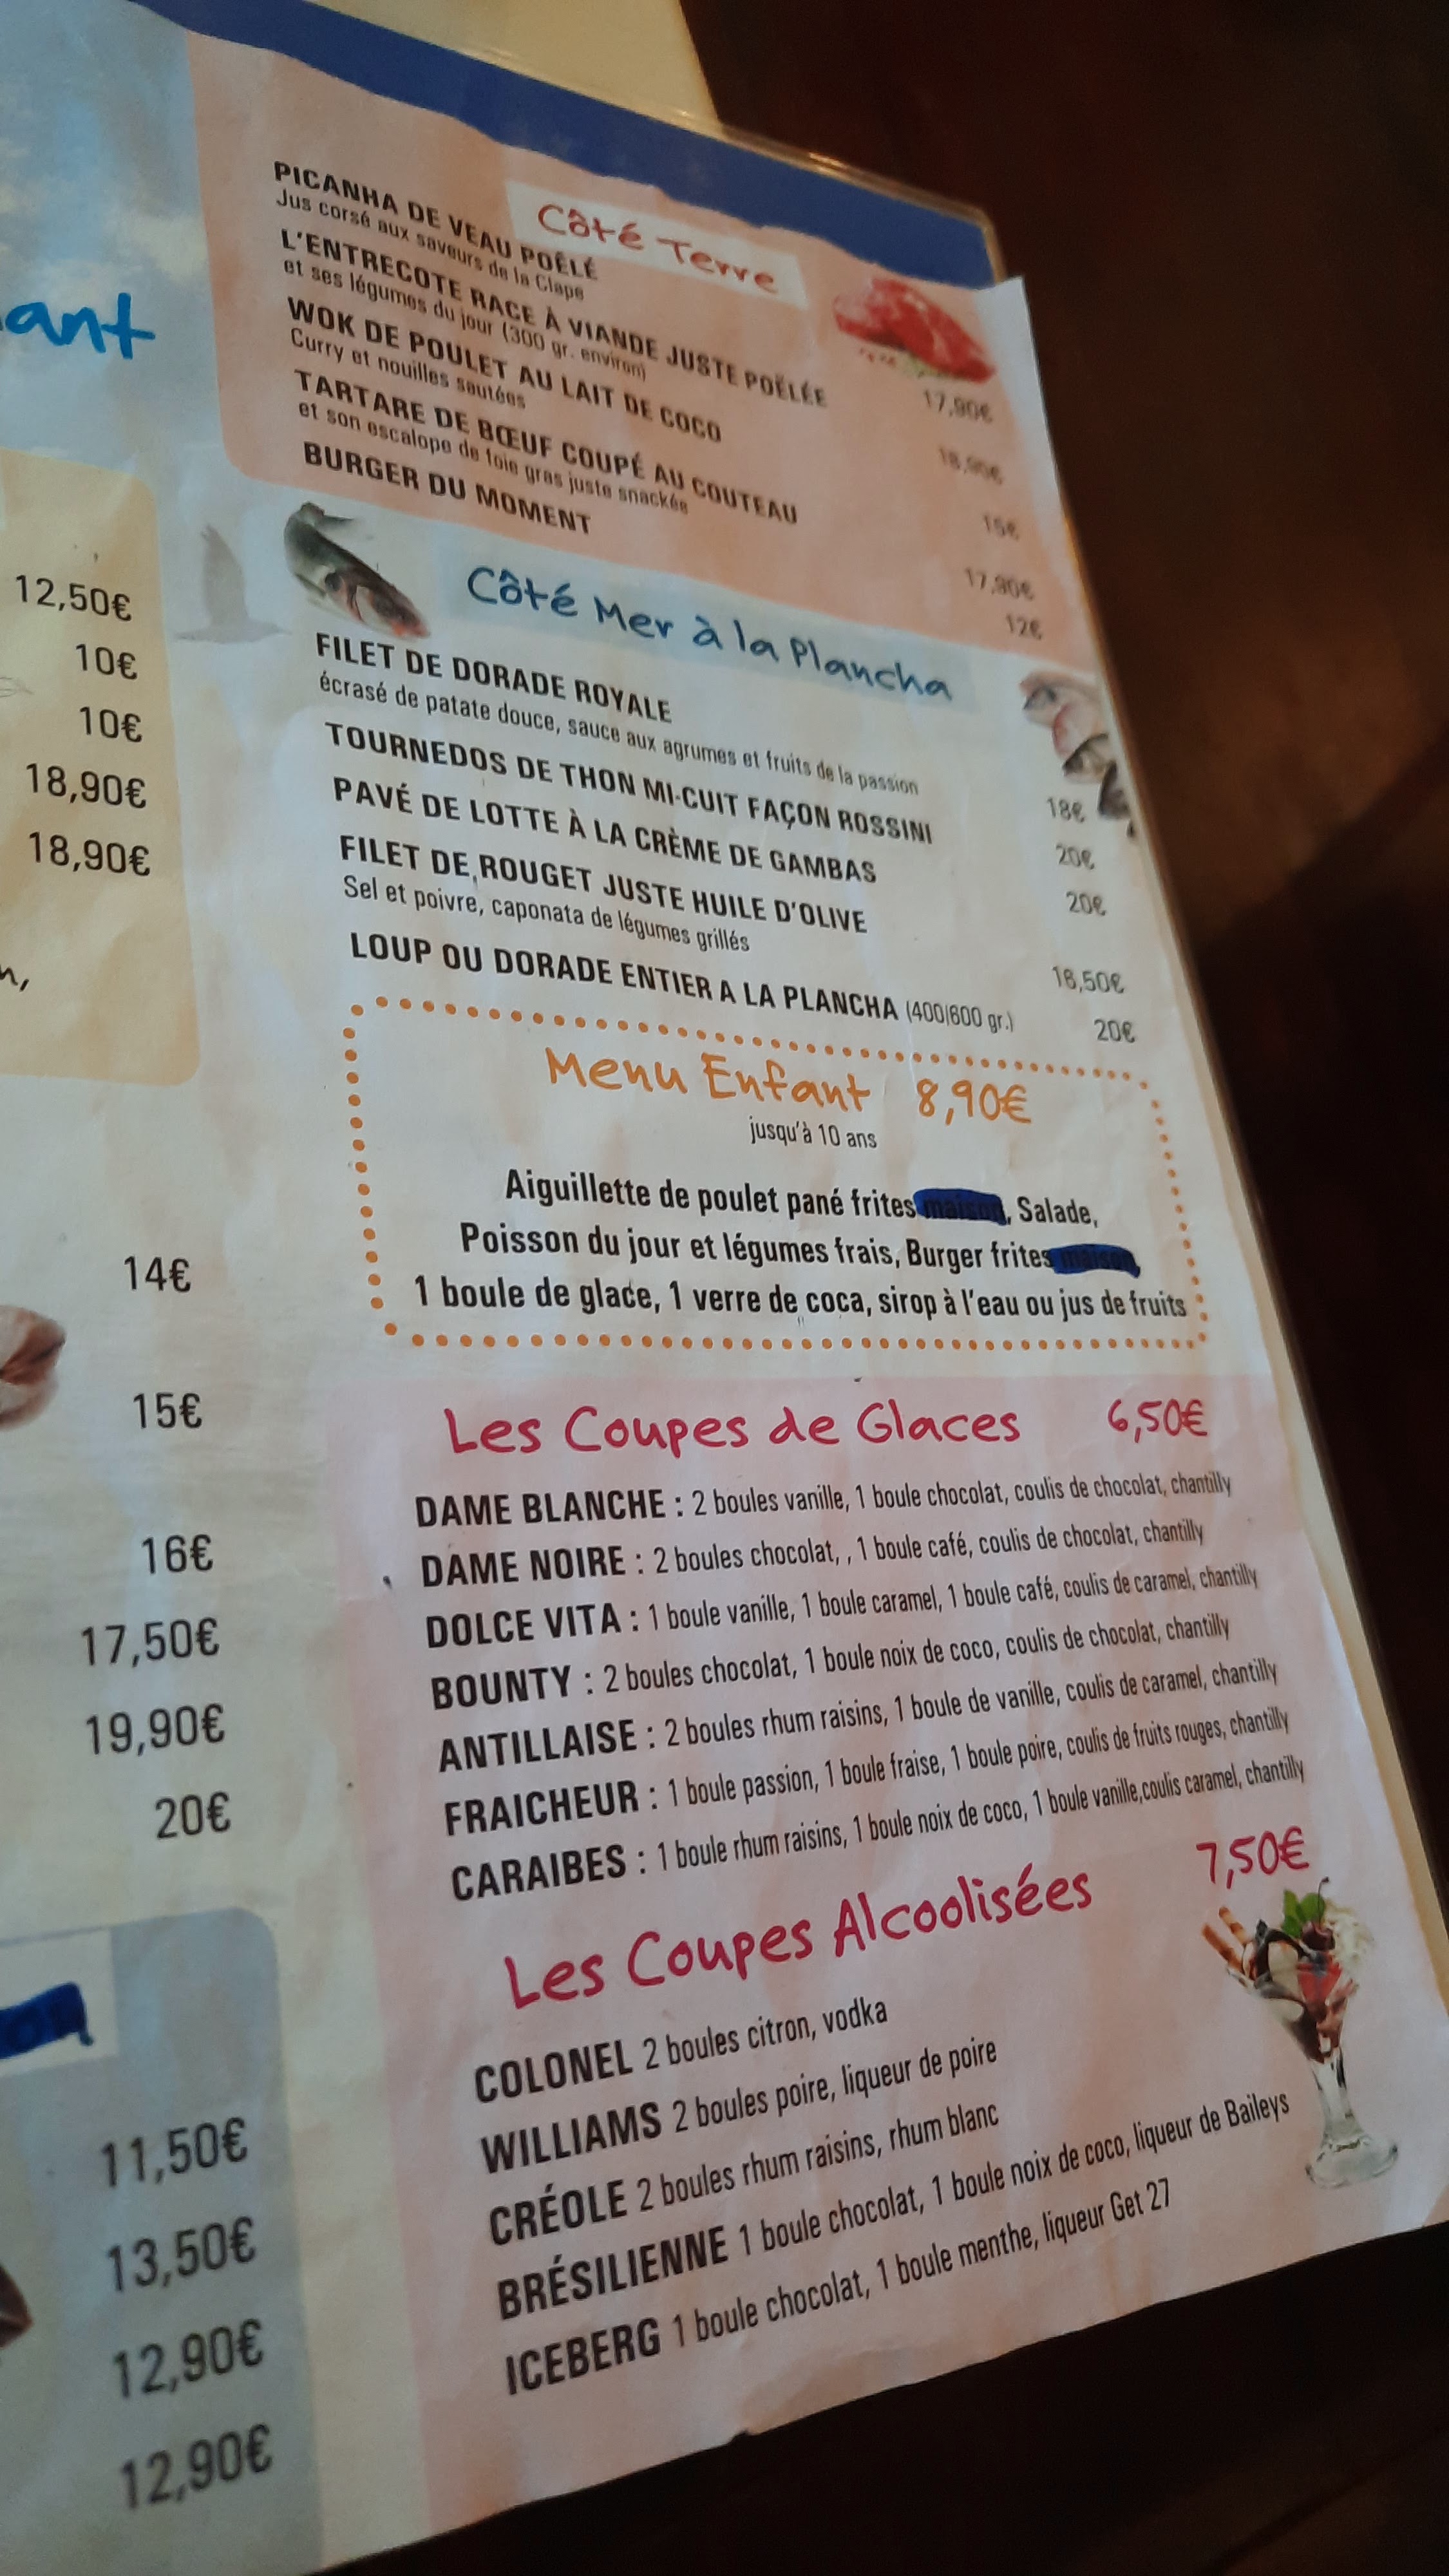 ant
12,50€
10€
10€
18,90€
18,90€
n,
14€
15€
16€
17,50€
19,90€
20€
11,50€
13,50€
12,90€
12,90€
Côté Terre
PICANHA DE VEAU POÊLÉ
Jus corsé aux saveurs de la Clape 17,90€
L'ENTRECOTE RACE À VIANDE JUSTE POËLÉE
et ses légumes du jour (300 gr. environ) 18,90€
WOK DE POULET AU LAIT DE COCO
Curry et nouilles sautées 15€
TARTARE DE BŒUF COUPÉ AU COUTEAU
et son escalope de foie gras juste snackée 17,90€
BURGER DU MOMENT 12€
Côté Mer à la Plancha
FILET DE DORADE ROYALE
écrasé de patate douce, sauce aux agrumes et fruits de la passion 18€
TOURNEDOS DE THON MI-CUIT FAÇON ROSSINI 20€
PAVÉ DE LOTTE À LA CRÈME DE GAMBAS 20€
FILET DE ROUGET JUSTE HUILE D'OLIVE
Sel et poivre, caponata de légumes grillés 16,50€
LOUP OU DORADE ENTIER A LA PLANCHA (400/600 gr.) 20€
Menu Enfant 8,90€
jusqu'à 10 ans
Aiguillette de poulet pané frites maison, Salade,
Poisson du jour et légumes frais, Burger frites maison,
1 boule de glace, 1 verre de coca, sirop à l'eau ou jus de fruits
Les Coupes de Glaces 6,50€
DAME BLANCHE : 2 boules vanille, 1 boule chocolat, coulis de chocolat, chantilly
DAME NOIRE : 2 boules chocolat, , 1 boule café, coulis de chocolat, chantilly
DOLCE VITA : 1 boule vanille, 1 boule caramel, 1 boule café, coulis de caramel, chantilly
BOUNTY : 2 boules chocolat, 1 boule noix de coco, coulis de chocolat, chantilly
ANTILLAISE : 2 boules rhum raisins, 1 boule de vanille, coulis de caramel, chantilly
FRAICHEUR : 1 boule passion, 1 boule fraise, 1 boule poire, coulis de fruits rouges, chantilly
CARAIBES : 1 boule rhum raisins, 1 boule noix de coco, 1 boule vanille,coulis caramel, chantilly
Les Coupes Alcoolisées 7,50€
COLONEL 2 boules citron, vodka
WILLIAMS 2 boules poire, liqueur de poire
CRÉOLE 2 boules rhum raisins, rhum blanc
BRÉSILIENNE 1 boule chocolat, 1 boule noix de coco, liqueur de Baileys
ICEBERG 1 boule chocolat, 1 boule menthe, liqueur Get 27